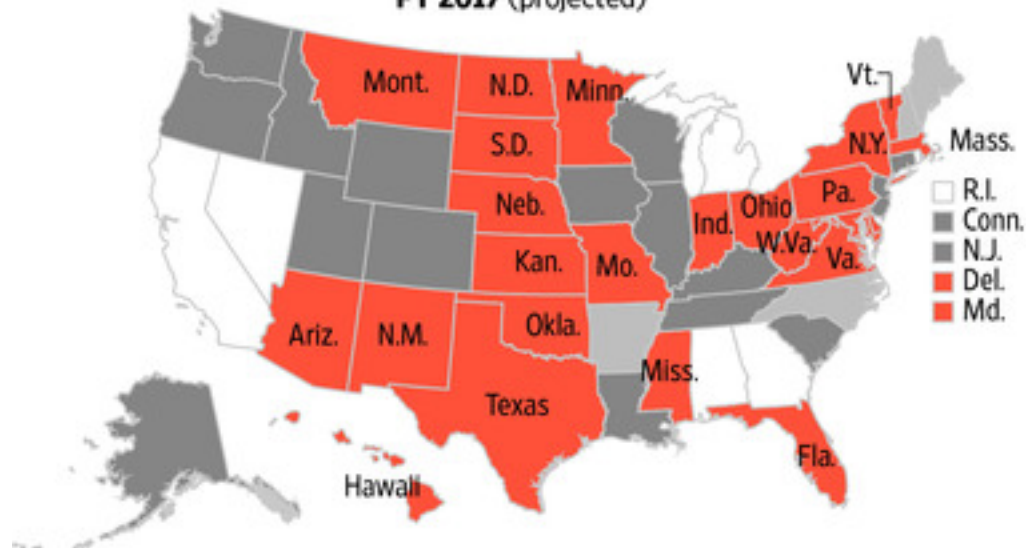 FY 2017 (projected)
Mont.
N.D.
Minn.
Vt.
N.Y.
Mass.
S.D.
Neb.
Ind.
Ohio
Pa.
R.I.
Conn.
N.J.
Del.
Md.
Kan.
Mo.
W.Va.
Va.
Ariz.
N.M.
Okla.
Miss.
Texas
Fla.
Hawaii